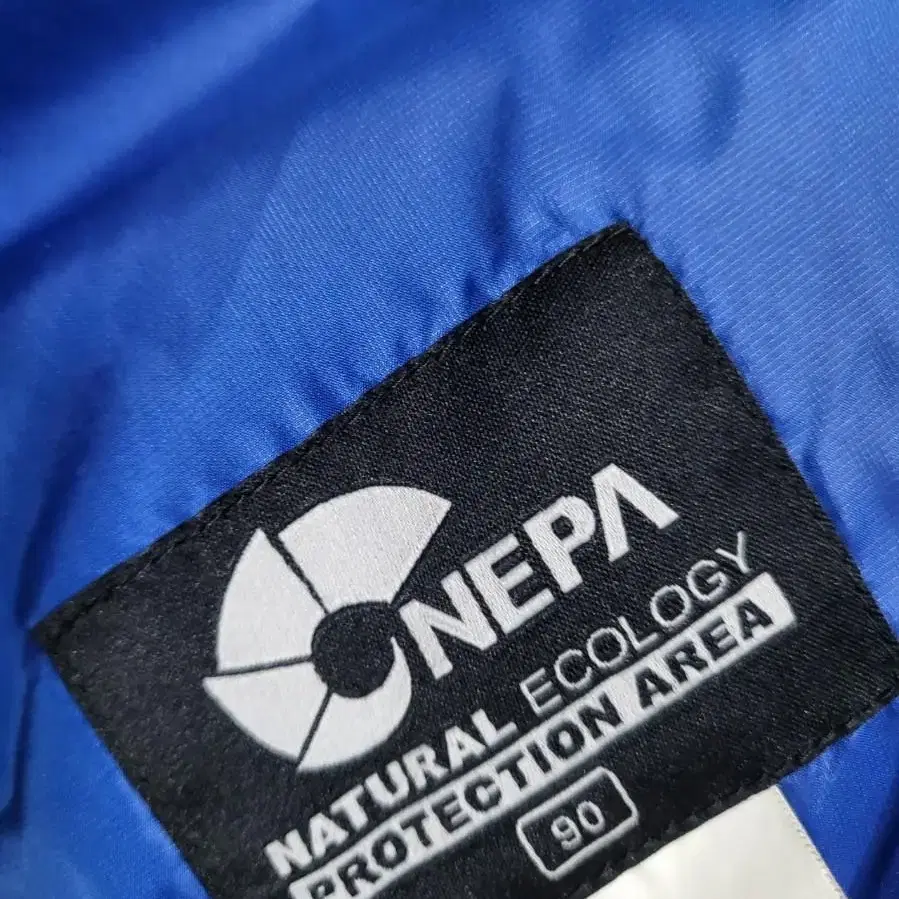 NEPA
NATURAL ECOLOGY
PROTECTION AREA
90